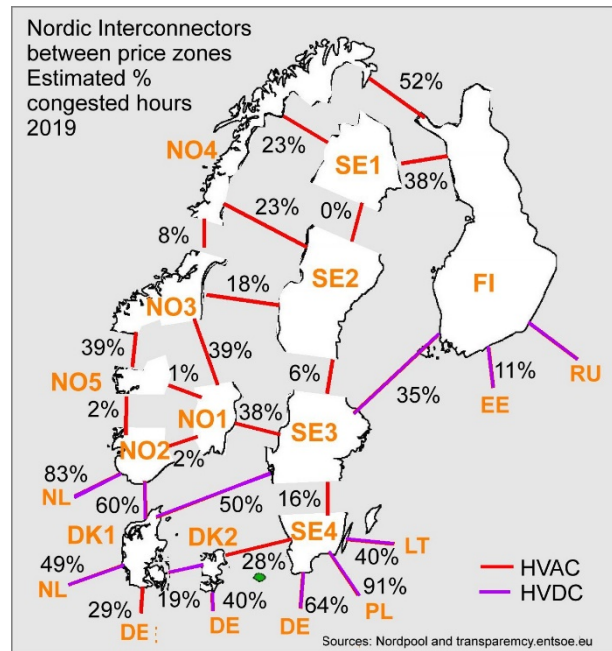 Nordic Interconnectors
between price zones
Estimated %
congested hours
2019
52%
NO4
23%
SE1
38%
0%
23%
8%
SE2
FI
18%
NO3
39%
39%
6%
RU
NO5
1%
35%
11%
EE
2%
NO1
38%
SE3
NO2
2%
83%
NL
60%
50%
16%
DK1
DK2
SE4
LT
28%
40%
49%
NL
HVAC
19%
40%
91%
HVDC
29%
64%
PL
DE
DE
DE
Sources: Nordpool and transparemcy.entsoe.eu